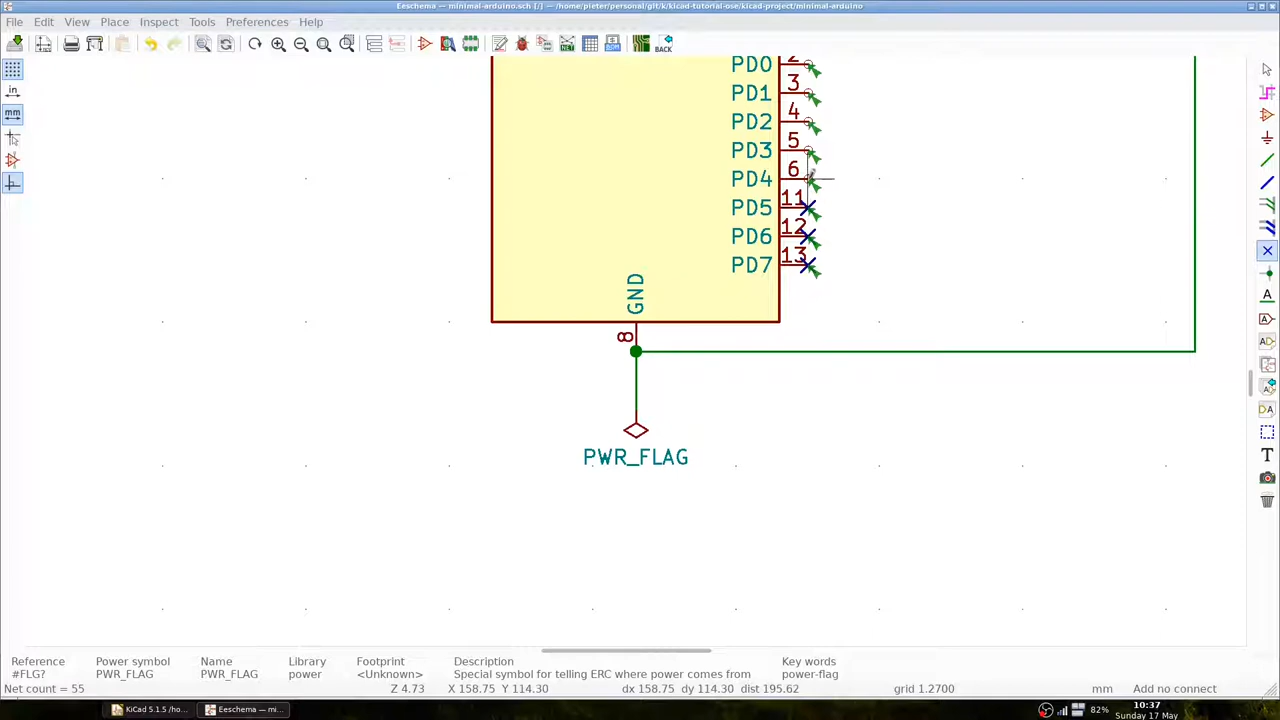 Eeschema — minimal-arduino.sch [/] — /home/pieter/personal/git/k/kicad-tutorial-ose/kicad-project/minimal-arduino
File Edit View Place Inspect Tools Preferences Help
BACK
in
mm
PD0 2
PD1 3
PD2 4
PD3 5
PD4 6
PD5 11
PD6 12
PD7 13
GND
8
PWR_FLAG
Reference Power symbol Name Library Footprint Description Key words
#FLG? PWR_FLAG PWR_FLAG power <Unknown> Special symbol for telling ERC where power comes from power-flag
Net count = 55 Z 4.73 X 158.75 Y 114.30 dx 158.75 dy 114.30 dist 195.62 grid 1.2700 mm Add no connect
KiCad 5.1.5 /ho... Eeschema — mi... 82% 10:37
Sunday 17 May